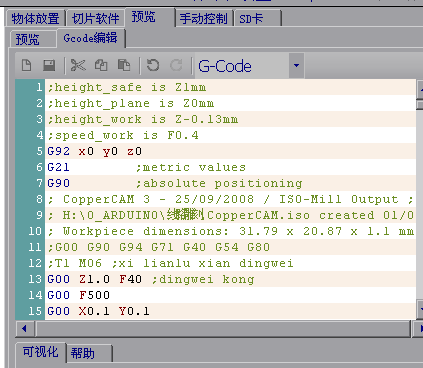 物体放置 切片软件 预览 手动控制 SD卡
预览 Gcode编辑
G-Code
1 ;height_safe is Z1mm
2 ;height_plane is Z0mm
3 ;height_work is Z-0.13mm
4 ;speed_work is F0.4
5 G92 x0 y0 z0
6 G21 ;metric values
7 G90 ;absolute positioning
8 ; CopperCAM 3 - 25/09/2008 / ISO-Mill Output ;
9 ; H:\0_ARDUINO\ CopperCAM.iso created 01/0
10 ; Workpiece dimensions: 31.79 x 20.87 x 1.1 mm
11 ;G00 G90 G94 G71 G40 G54 G80
12 ;T1 M06 ;xi lianlu xian dingwei
13 G00 Z1.0 F40 ;dingwei kong
14 G00 F500
15 G00 X0.1 Y0.1
可视化 帮助